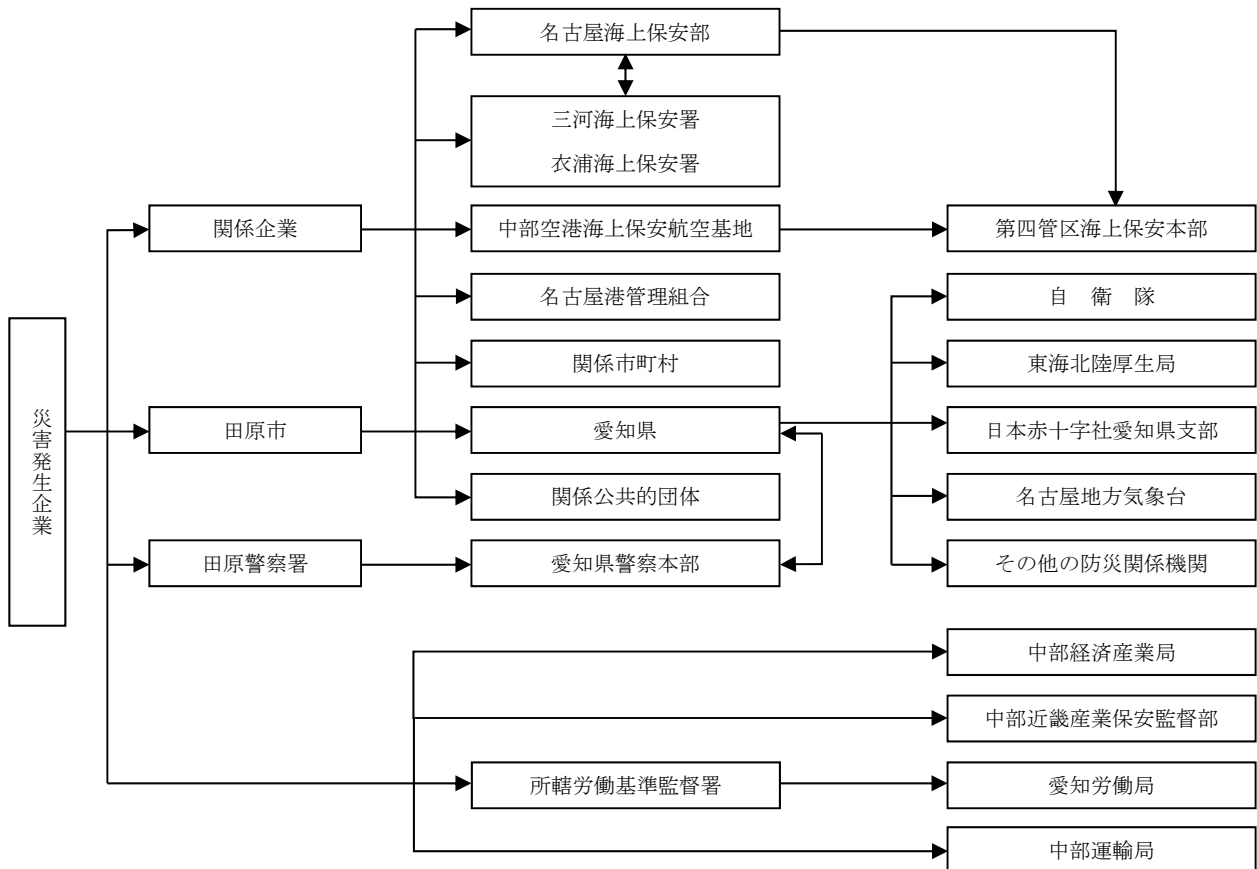 名古屋海上保安部
三河海上保安署
衣浦海上保安署
関係企業
中部空港海上保安航空基地
第四管区海上保安本部
名古屋港管理組合
自　衛　隊
関係市町村
東海北陸厚生局
災害発生企業
田原市
愛知県
日本赤十字社愛知県支部
関係公共的団体
名古屋地方気象台
田原警察署
愛知県警察本部
その他の防災関係機関
中部経済産業局
中部近畿産業保安監督部
所轄労働基準監督署
愛知労働局
中部運輸局